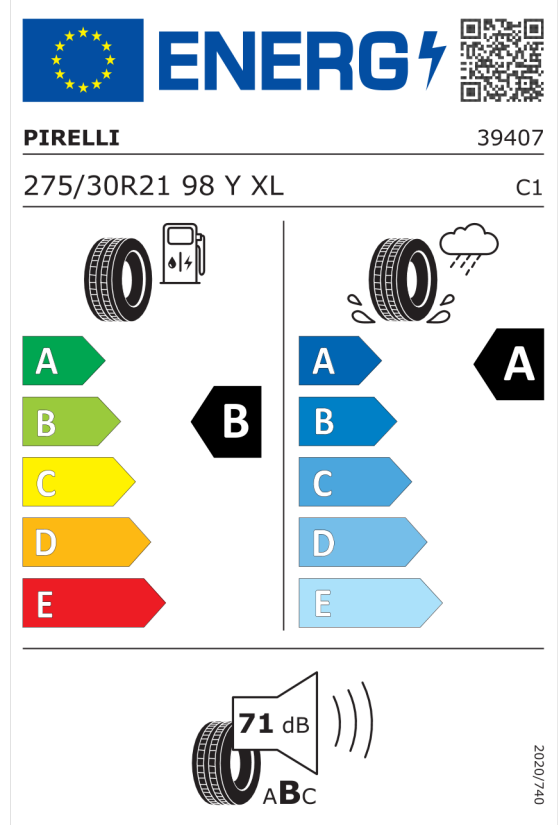 ENERG
PIRELLI 39407
275/30R21 98 Y XL C1
A A A
B B B
C C
D D
E E
71 dB
ABC
2020/740